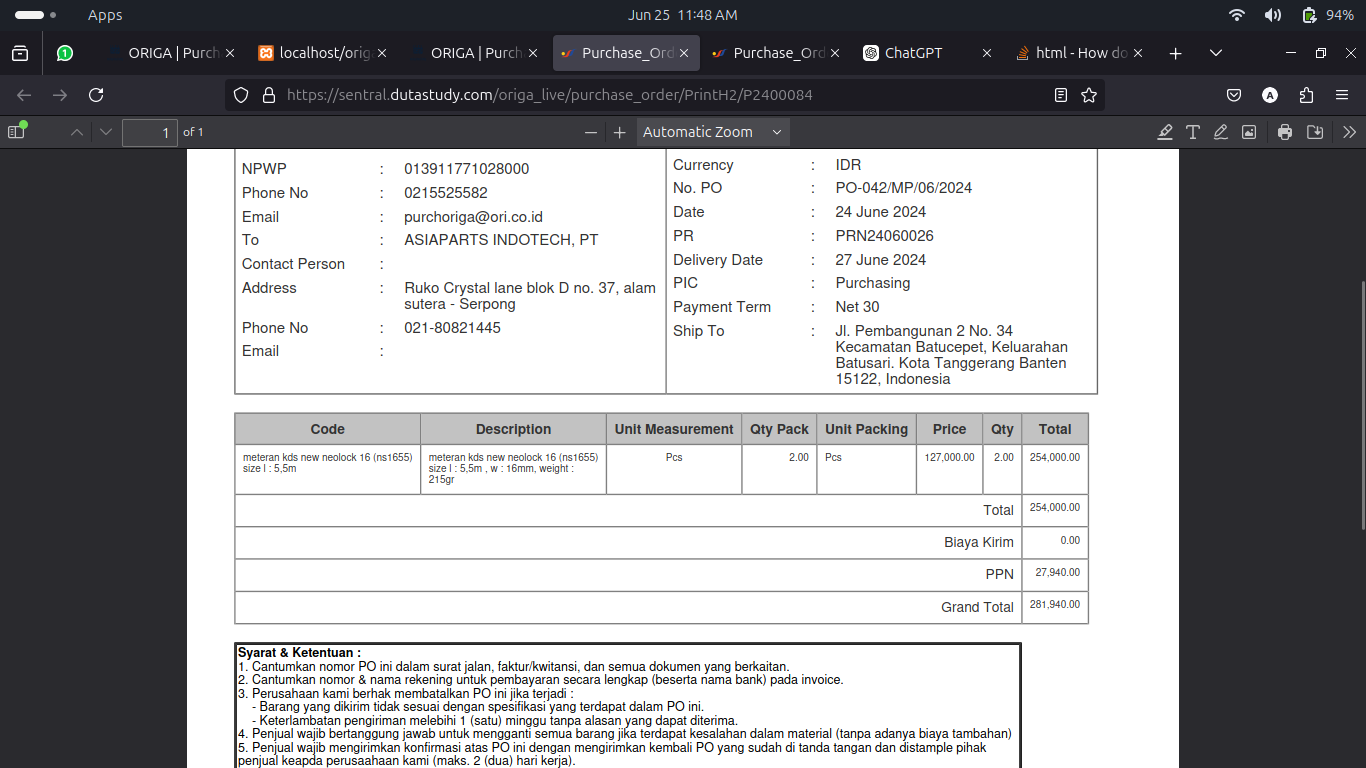 Apps
Jun 25 11:48 AM
94%
1
ORIGA | Purch
localhost/orig
ORIGA | Purch
Purchase_Ord
Purchase_Ord
ChatGPT
html - How do
https://sentral.dutastudy.com/origa_live/purchase_order/PrintH2/P2400084
A
1 of 1
Automatic Zoom
NPWP : 013911771028000
Phone No : 0215525582
Email : purchoriga@ori.co.id
To : ASIAPARTS INDOTECH, PT
Contact Person :
Address : Ruko Crystal lane blok D no. 37, alam
sutera - Serpong
Phone No : 021-80821445
Email :
Currency : IDR
No. PO : PO-042/MP/06/2024
Date : 24 June 2024
PR : PRN24060026
Delivery Date : 27 June 2024
PIC : Purchasing
Payment Term : Net 30
Ship To : Jl. Pembangunan 2 No. 34
Kecamatan Batucepet, Keluarahan
Batusari. Kota Tanggerang Banten
15122, Indonesia
Code Description Unit Measurement Qty Pack Unit Packing Price Qty Total
meteran kds new neolock 16 (ns1655)
size l : 5,5m
meteran kds new neolock 16 (ns1655)
size l : 5,5m , w : 16mm, weight :
215gr
Pcs 2.00 Pcs 127,000.00 2.00 254,000.00
Total 254,000.00
Biaya Kirim 0.00
PPN 27,940.00
Grand Total 281,940.00
Syarat & Ketentuan :
1. Cantumkan nomor PO ini dalam surat jalan, faktur/kwitansi, dan semua dokumen yang berkaitan.
2. Cantumkan nomor & nama rekening untuk pembayaran secara lengkap (beserta nama bank) pada invoice.
3. Perusahaan kami berhak membatalkan PO ini jika terjadi :
- Barang yang dikirim tidak sesuai dengan spesifikasi yang terdapat dalam PO ini.
- Keterlambatan pengiriman melebihi 1 (satu) minggu tanpa alasan yang dapat diterima.
4. Penjual wajib bertanggung jawab untuk mengganti semua barang jika terdapat kesalahan dalam material (tanpa adanya biaya tambahan)
5. Penjual wajib mengirimkan konfirmasi atas PO ini dengan mengirimkan kembali PO yang sudah di tanda tangan dan distample pihak
penjual keapda perusaahaan kami (maks. 2 (dua) hari kerja).